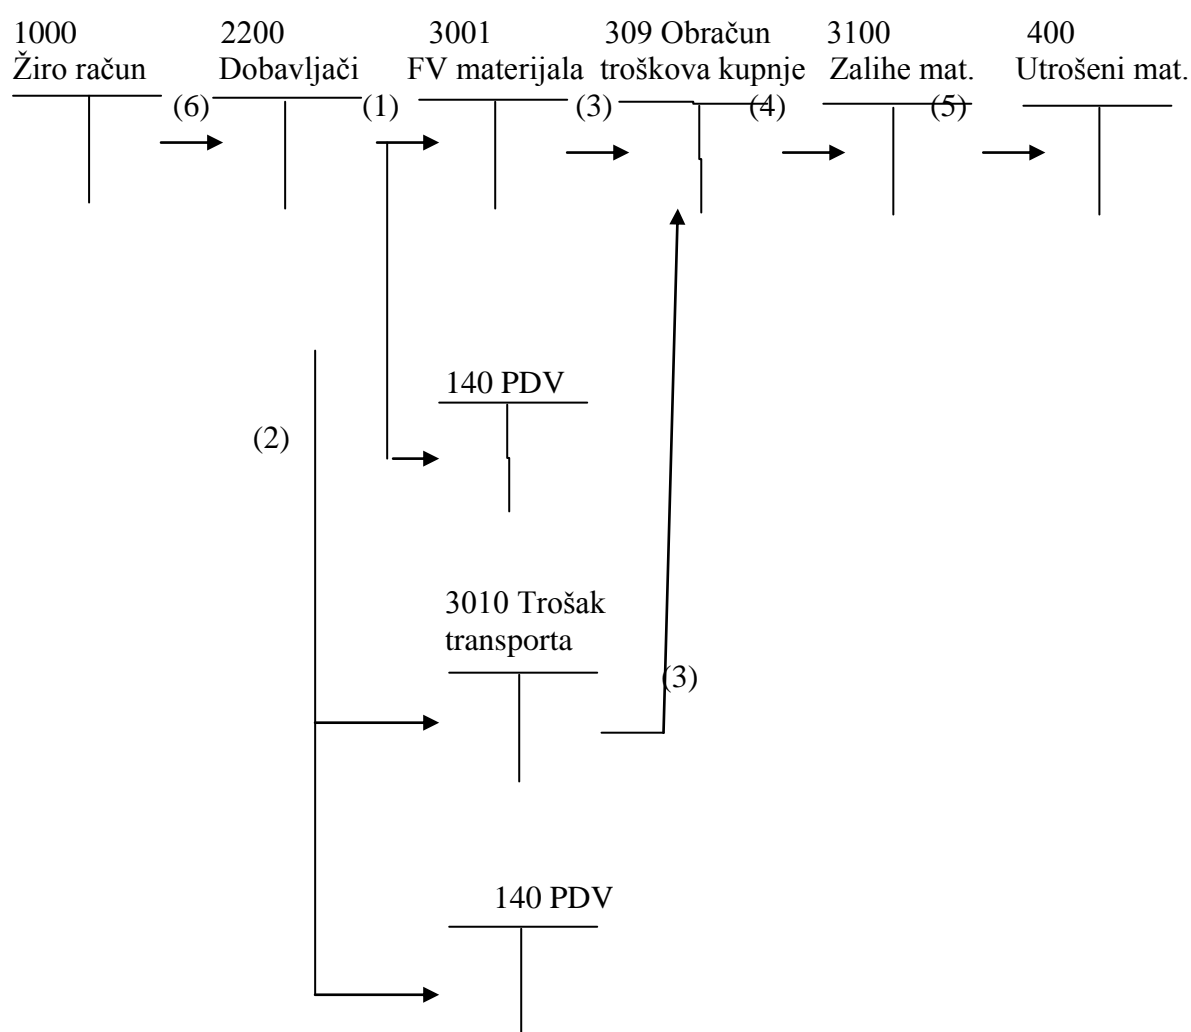 1000 2200 3001 309 Obračun 3100 400
Žiro račun Dobavljači FV materijala troškova kupnje Zalihe mat. Utrošeni mat.
(6) (1) (3) (4) (5)
140 PDV
(2)
3010 Trošak
transporta
(3)
140 PDV